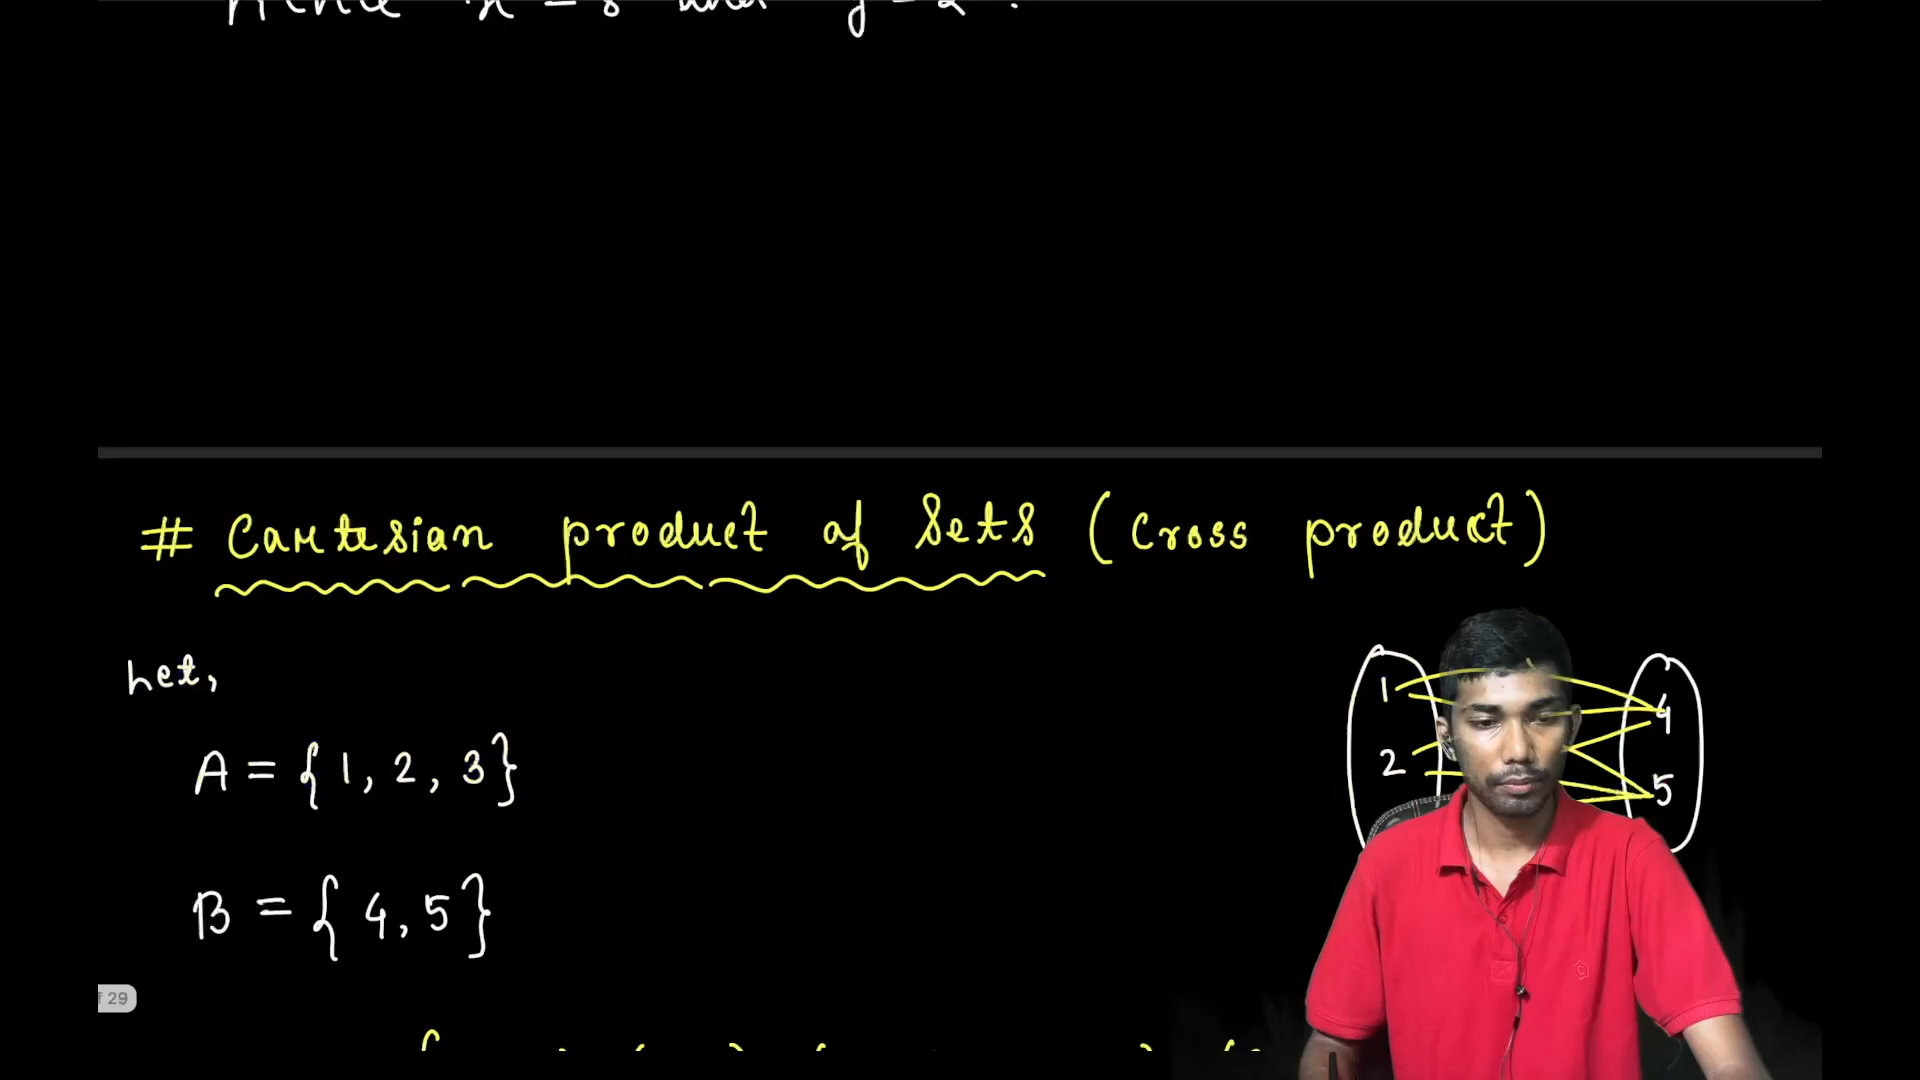 # Cartesian product of Sets (cross product)
Let,
A = { 1, 2, 3}
B = { 4, 5}
1
2
4
5
29